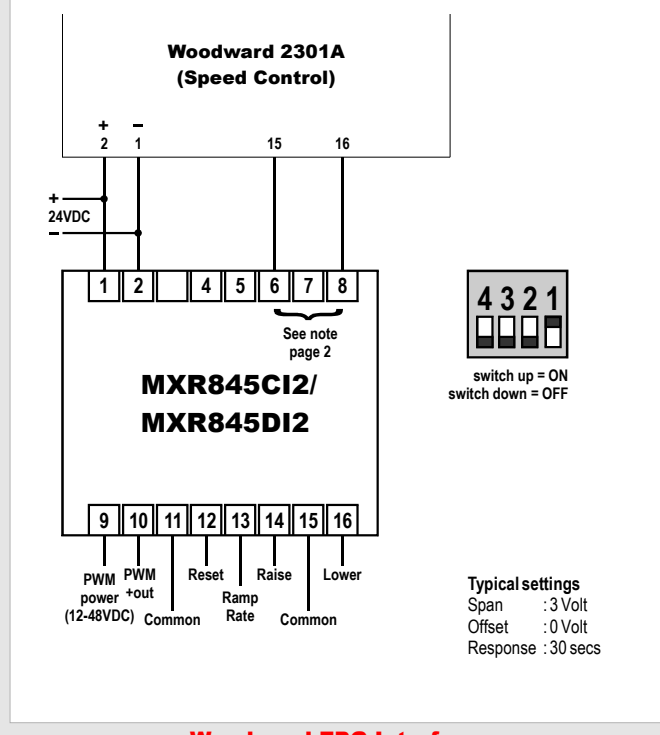 Woodward 2301A
(Speed Control)
+ −
2 1 15 16
+
24VDC
−
1 2 4 5 6 7 8
See note
page 2
MXR845CI2/
MXR845DI2
4 3 2 1
switch up = ON
switch down = OFF
9 10 11 12 13 14 15 16
PWM
power
(12-48VDC)
PWM
+out
Common
Reset
Ramp
Rate
Raise
Common
Lower
Typical settings
Span : 3 Volt
Offset : 0 Volt
Response : 30 secs